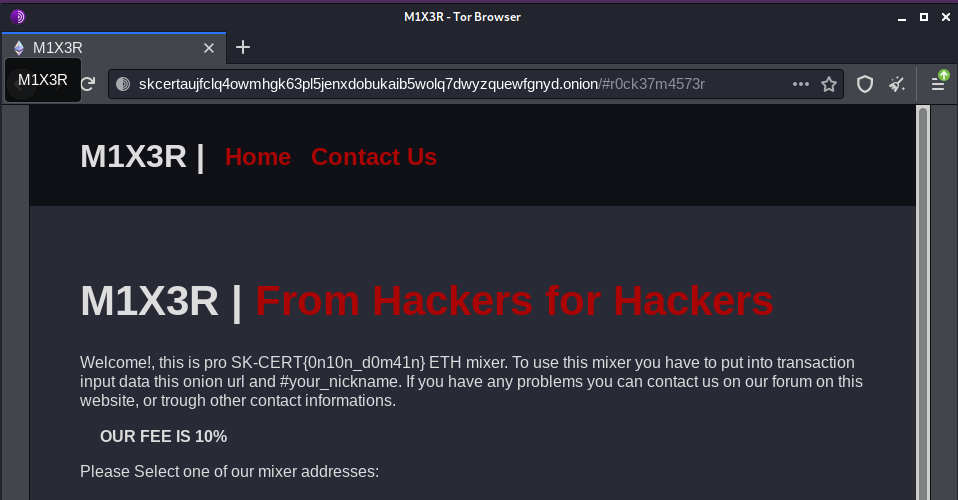 M1X3R - Tor Browser
M1X3R
M1X3R
skcertaujfclq4owmhgk63pl5jenxdobukaib5wolq7dwyzquewfgnyd.onion/#r0ck37m4573r
M1X3R | Home Contact Us
M1X3R | From Hackers for Hackers
Welcome!, this is pro SK-CERT{0n10n_d0m41n} ETH mixer. To use this mixer you have to put into transaction
input data this onion url and #your_nickname. If you have any problems you can contact us on our forum on this
website, or trough other contact informations.
OUR FEE IS 10%
Please Select one of our mixer addresses: